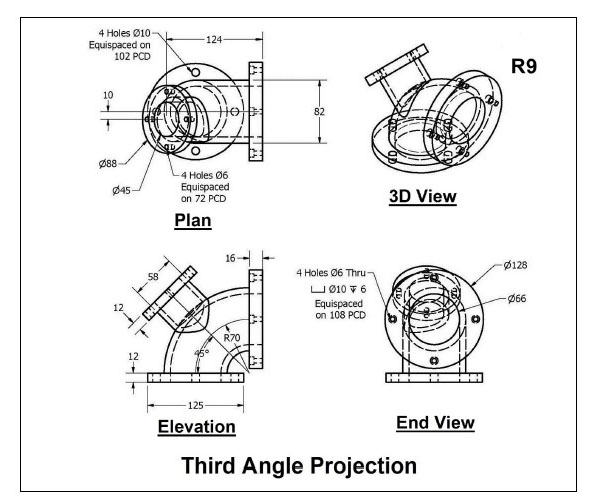 4 Holes Ø10
Equispaced on
102 PCD
124
R9
10
82
Ø88
Ø45
4 Holes Ø6
Equispaced
on 72 PCD
Plan
3D View
16
58
12
12
R70
45°
125
Elevation
4 Holes Ø6 Thru
⌴ Ø10 ↧ 6
Equispaced
on 108 PCD
Ø128
Ø66
End View
Third Angle Projection